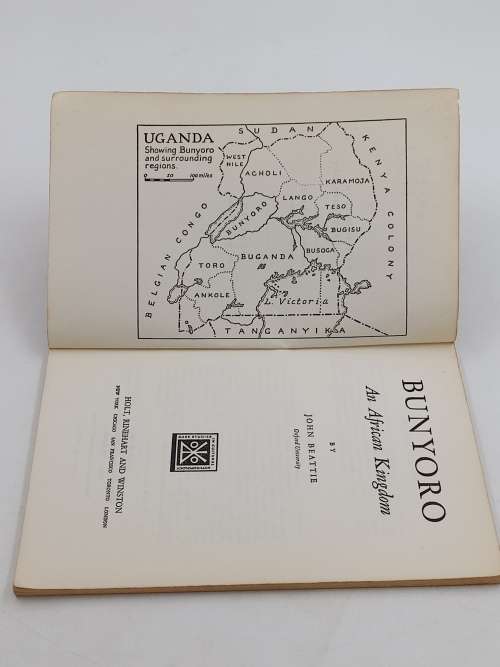 UGANDA
Showing Bunyoro
and surrounding
regions.
0 50 100 miles
SUDAN
KENYA COLONY
BELGIAN CONGO
TANGANYIKA
WEST
NILE
ACHOLI
KARAMOJA
LANGO
TESO
BUNYORO
BUGISU
BUGANDA
BUSOGA
TORO
ANKOLE
L. Victoria
BUNYORO
An African Kingdom
BY
JOHN BEATTIE
Oxford University
HOLT, RINEHART AND WINSTON
NEW YORK CHICAGO SAN FRANCISCO TORONTO LONDON